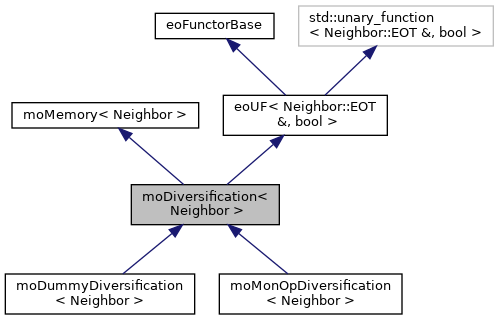 eoFunctorBase
std::unary_function
< Neighbor::EOT &, bool >
moMemory< Neighbor >
eoUF< Neighbor::EOT
&, bool >
moDiversification<
Neighbor >
moDummyDiversification
< Neighbor >
moMonOpDiversification
< Neighbor >